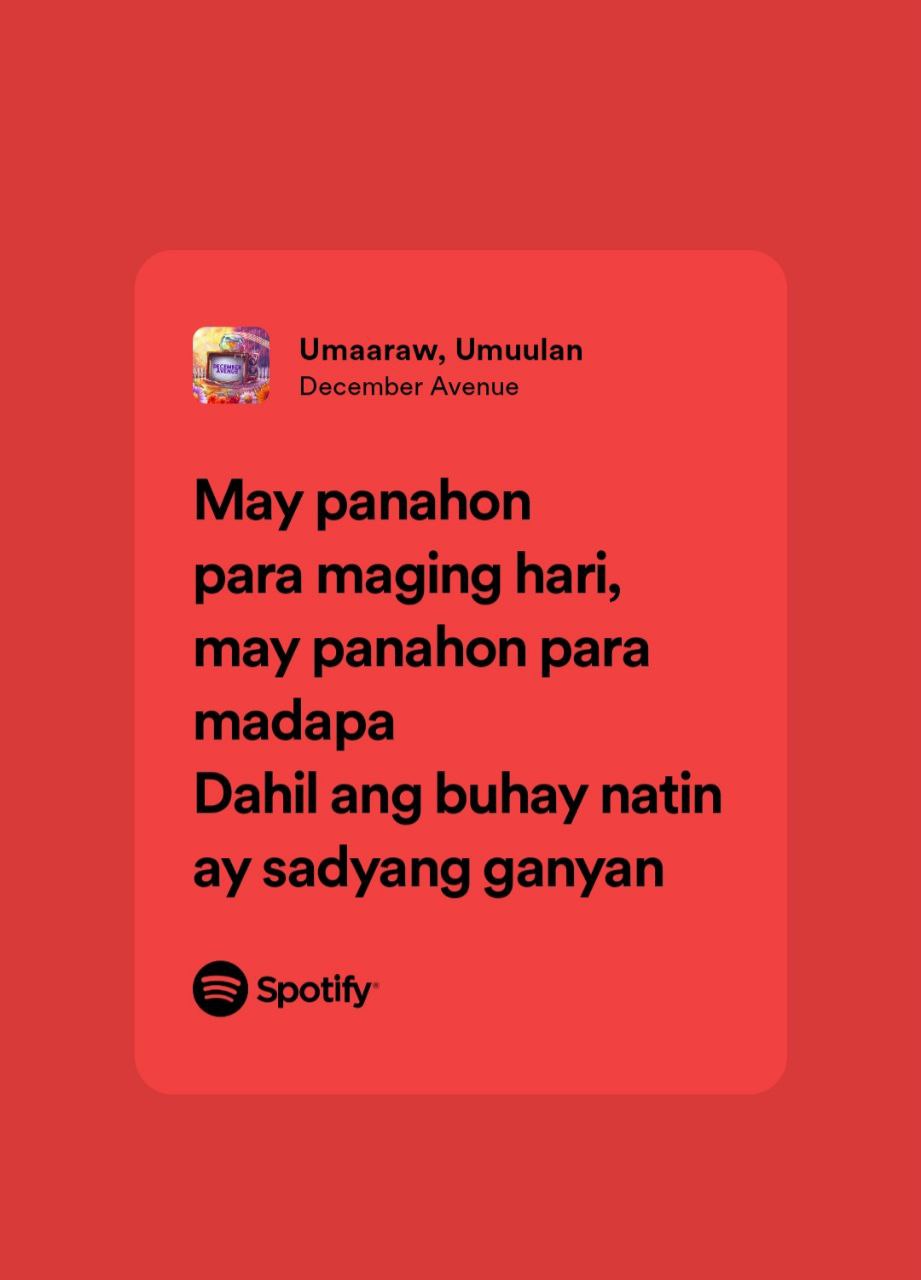 DECEMBER
AVENUE
Umaaraw, Umuulan
December Avenue
May panahon
para maging hari,
may panahon para
madapa
Dahil ang buhay natin
ay sadyang ganyan
Spotify®